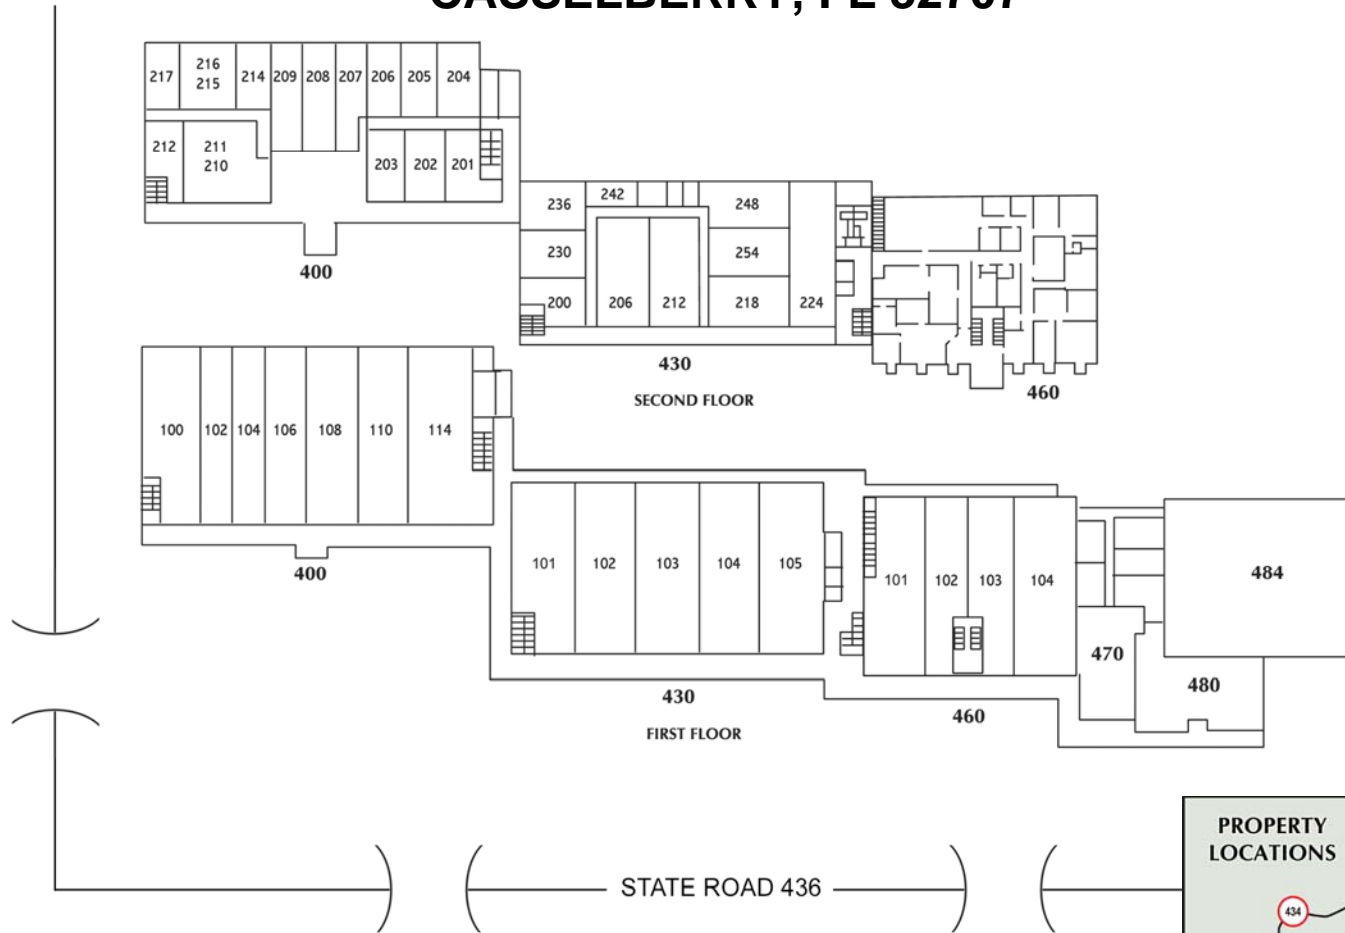 CASSELBERRY, FL 32707
217 216 214 209 208 207 206 205 204
215
212 211 203 202 201
210
400
236 242 248
230 254
200 206 212 218 224
430
SECOND FLOOR
460
100 102 104 106 108 110 114
400
101 102 103 104 105
101 102 103 104
484
470
480
430
460
FIRST FLOOR
PROPERTY
LOCATIONS
STATE ROAD 436
434